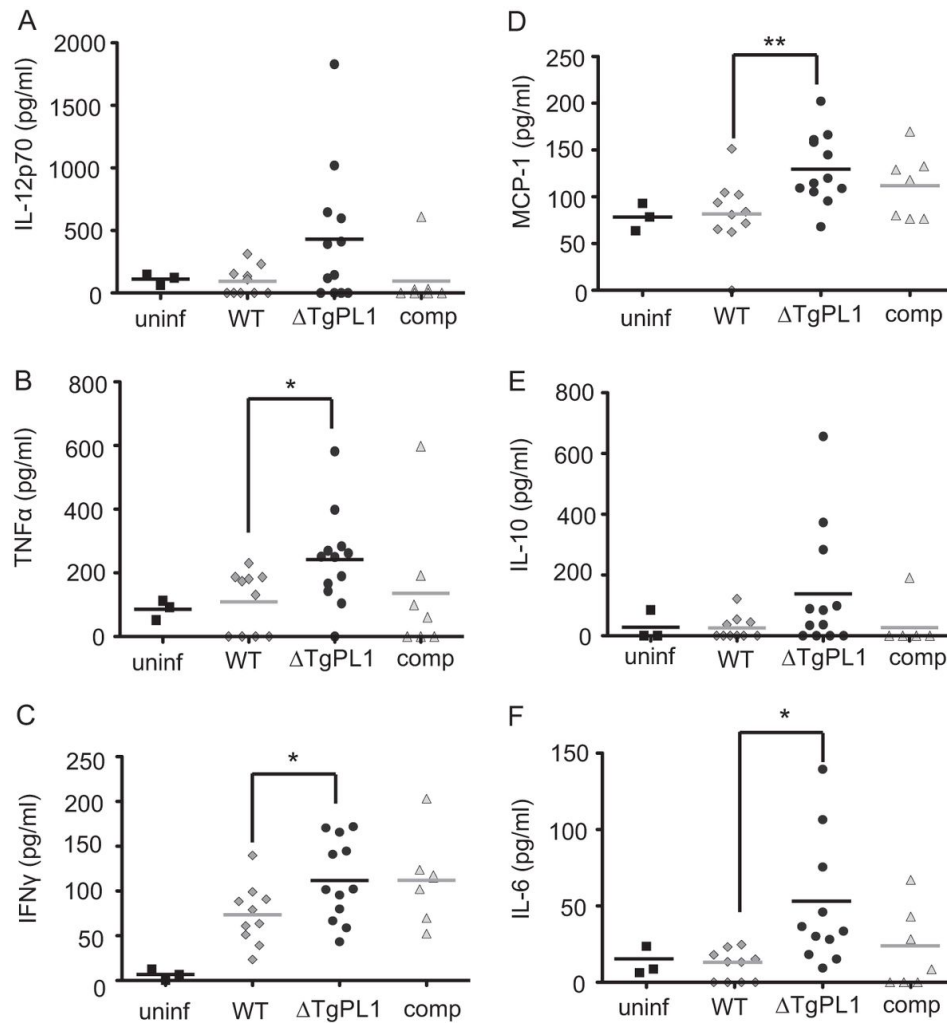 A
IL-12p70 (pg/ml)
2000
1500
1000
500
0
uninf WT ΔTgPL1 comp
B
TNFα (pg/ml)
800
600
400
200
0
*
uninf WT ΔTgPL1 comp
C
IFNγ (pg/ml)
250
200
150
100
50
0
*
uninf WT ΔTgPL1 comp
D
MCP-1 (pg/ml)
250
200
150
100
50
0
**
uninf WT ΔTgPL1 comp
E
IL-10 (pg/ml)
800
600
400
200
0
uninf WT ΔTgPL1 comp
F
IL-6 (pg/ml)
150
100
50
0
*
uninf WT ΔTgPL1 comp